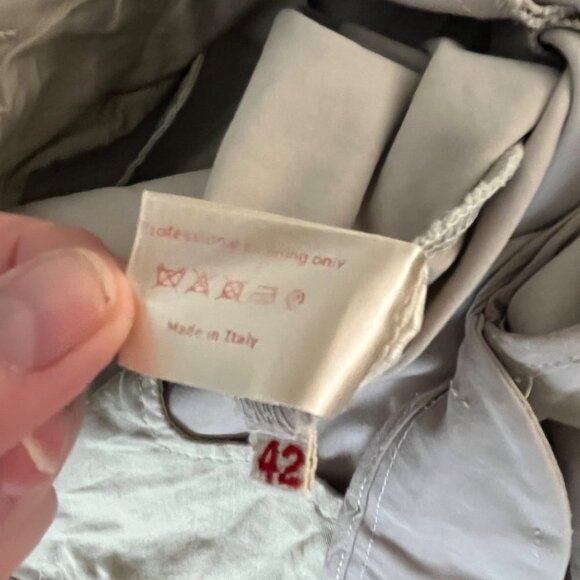 Professional cleaning only
Made in Italy
42